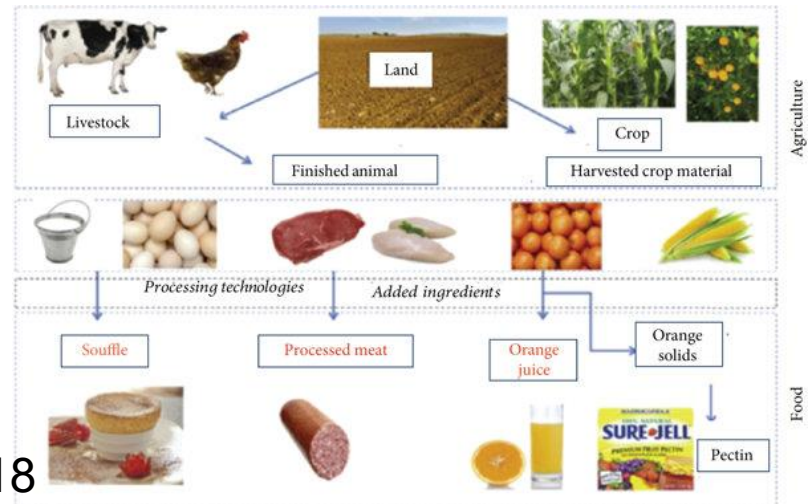 Land
Livestock
Crop
Finished animal
Harvested crop material
Agriculture
Processing technologies
Added ingredients
Souffle
Processed meat
Orange
juice
Orange
solids
Food
SURE JELL
PREMIUM FRUIT PECTIN
Pectin
18